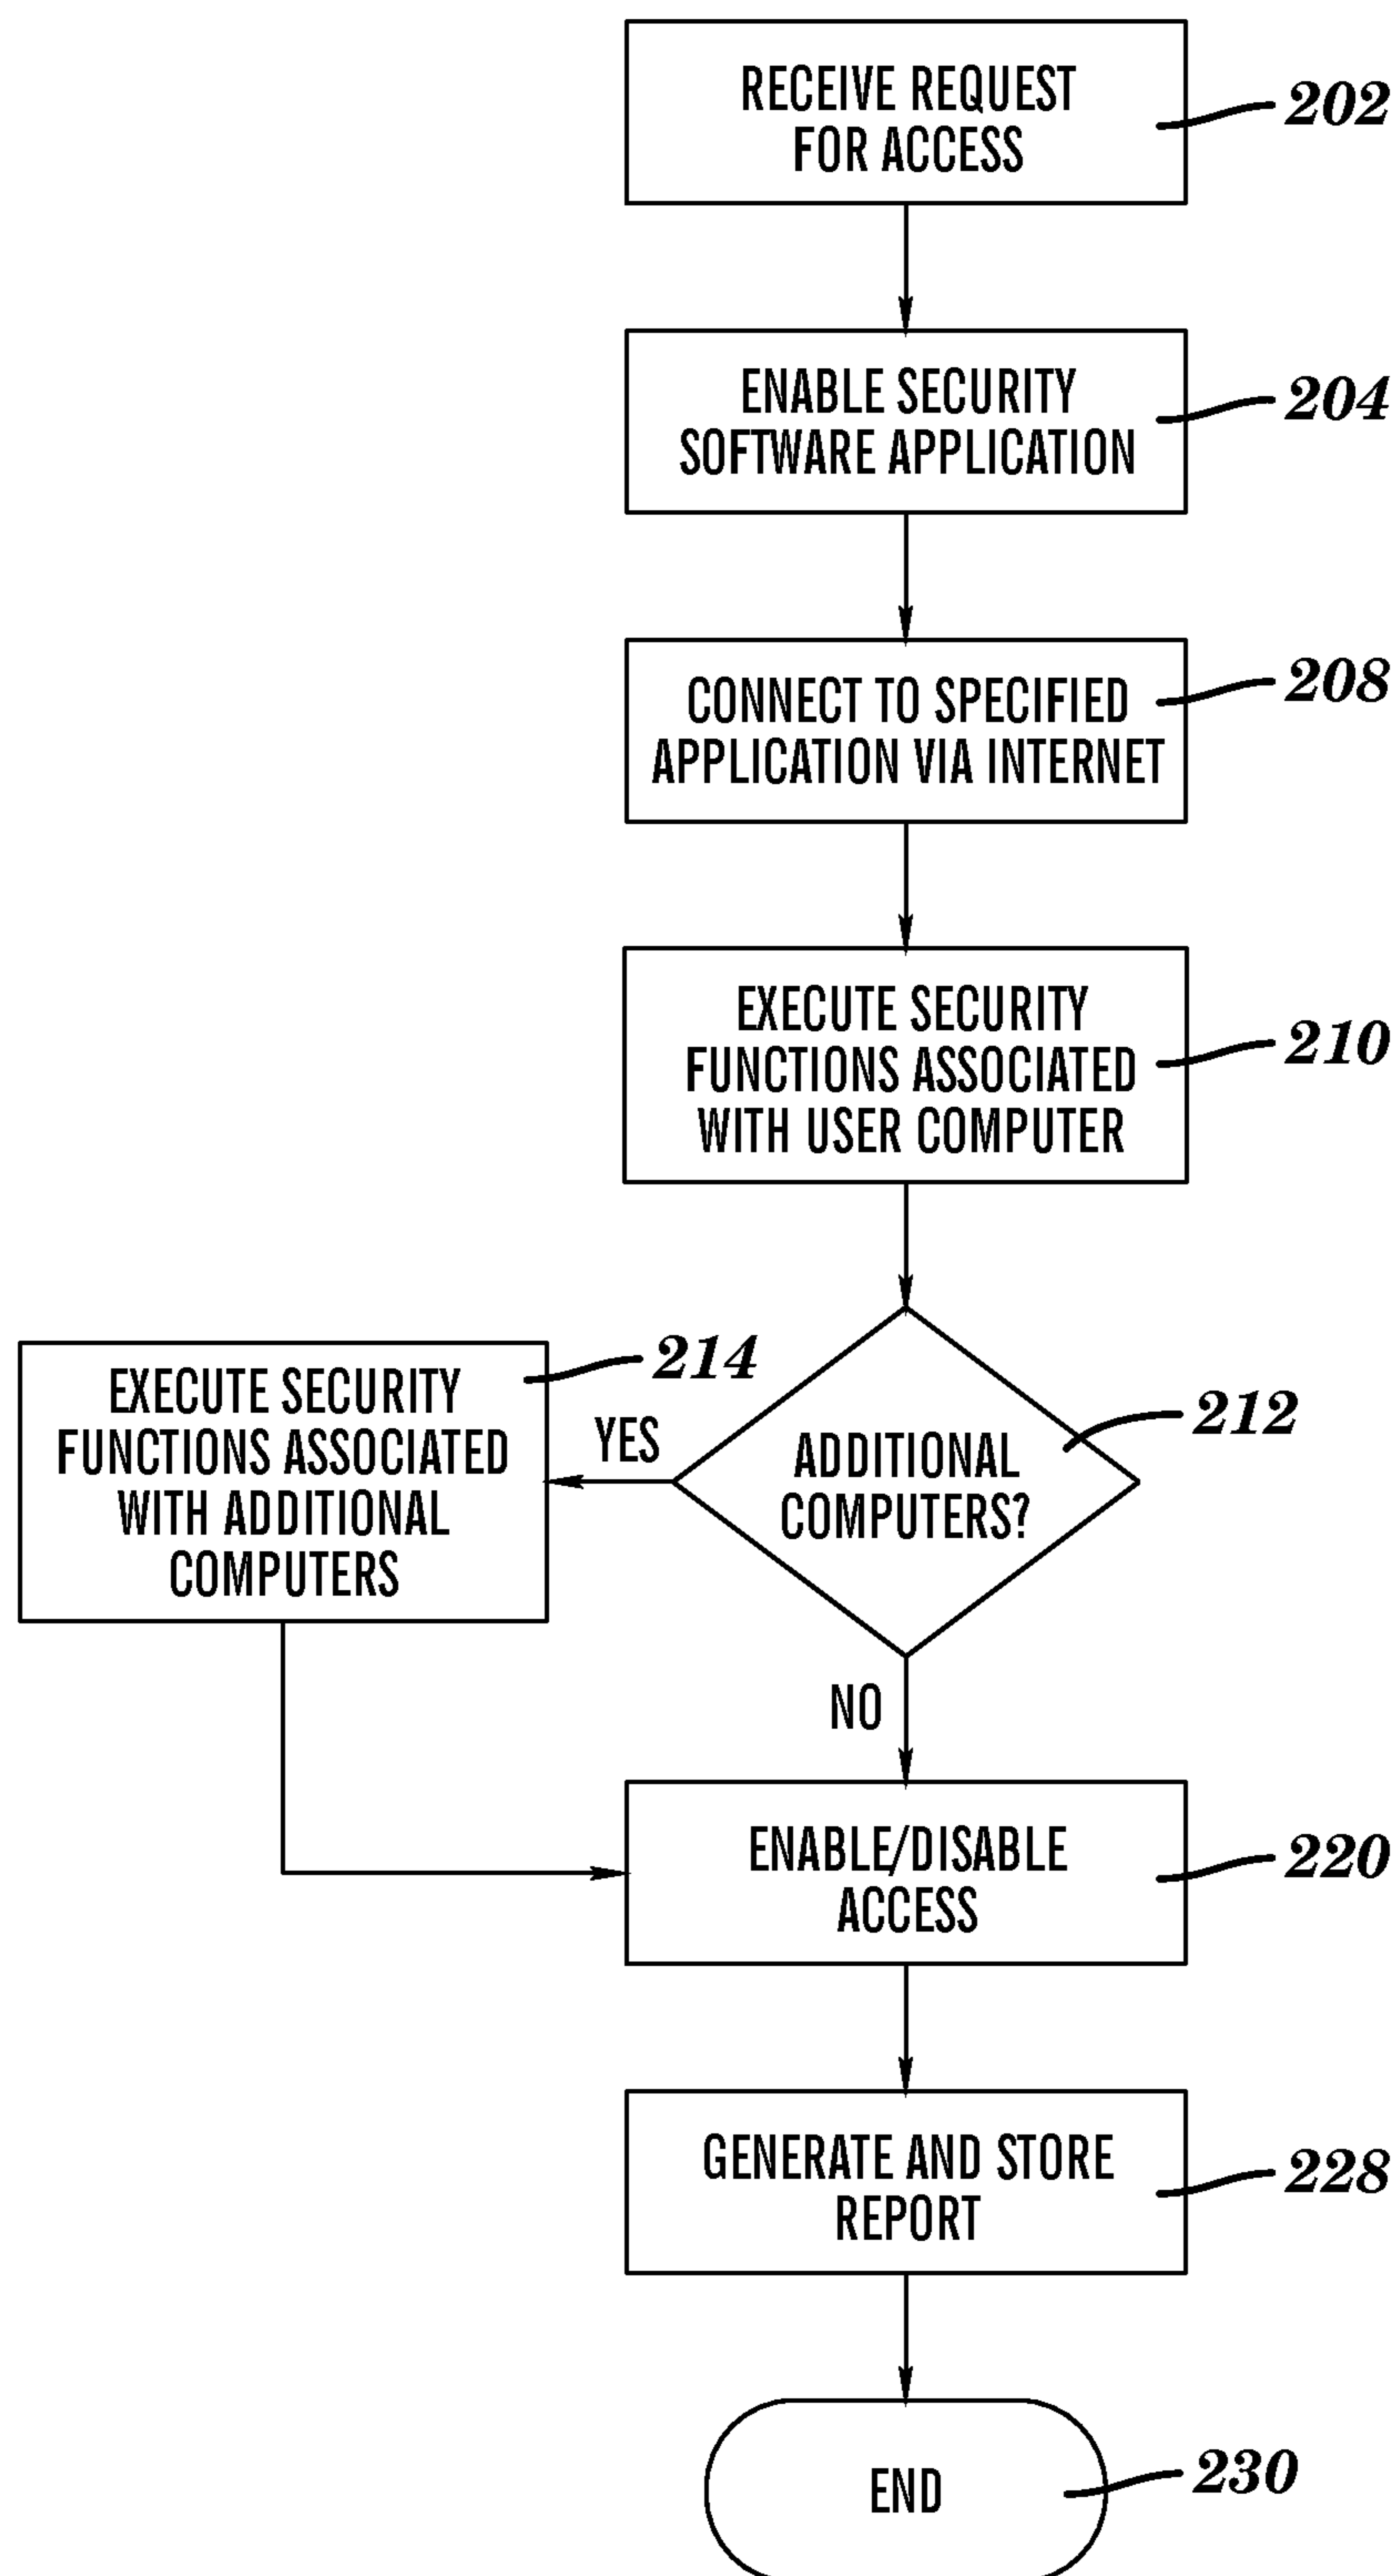 RECEIVE REQUEST
FOR ACCESS
202
ENABLE SECURITY
SOFTWARE APPLICATION
204
CONNECT TO SPECIFIED
APPLICATION VIA INTERNET
208
EXECUTE SECURITY
FUNCTIONS ASSOCIATED
WITH USER COMPUTER
210
ADDITIONAL
COMPUTERS?
212
YES
EXECUTE SECURITY
FUNCTIONS ASSOCIATED
WITH ADDITIONAL
COMPUTERS
214
NO
ENABLE/DISABLE
ACCESS
220
GENERATE AND STORE
REPORT
228
END
230